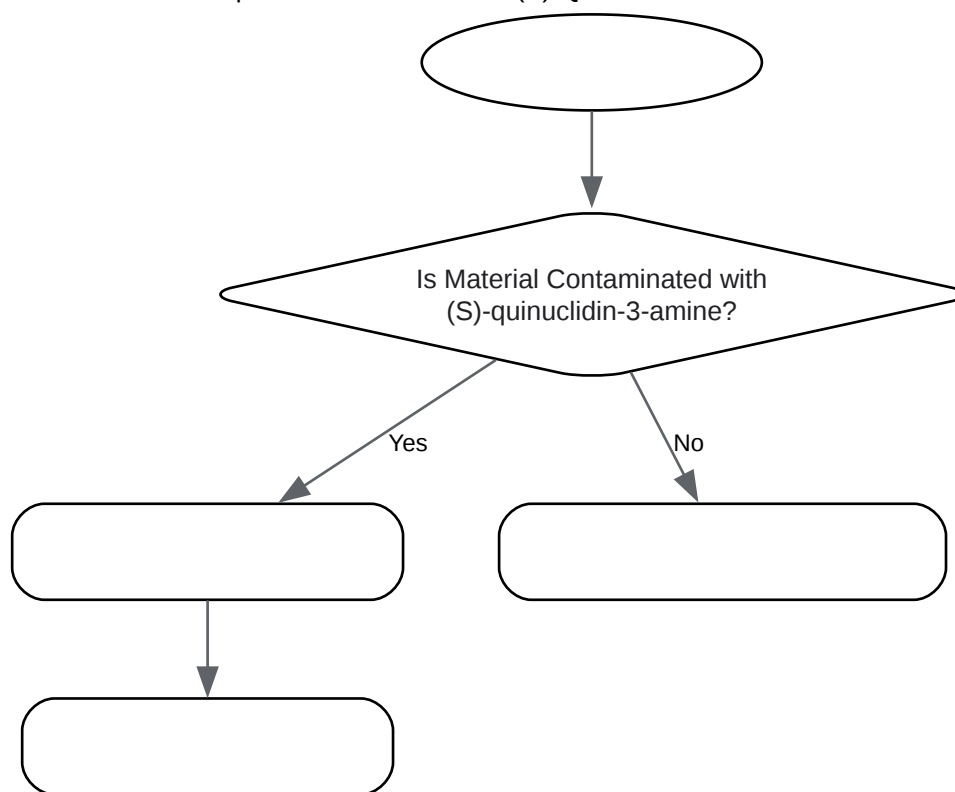 Is Material Contaminated with
(S)-quinuclidin-3-amine?
Yes
No